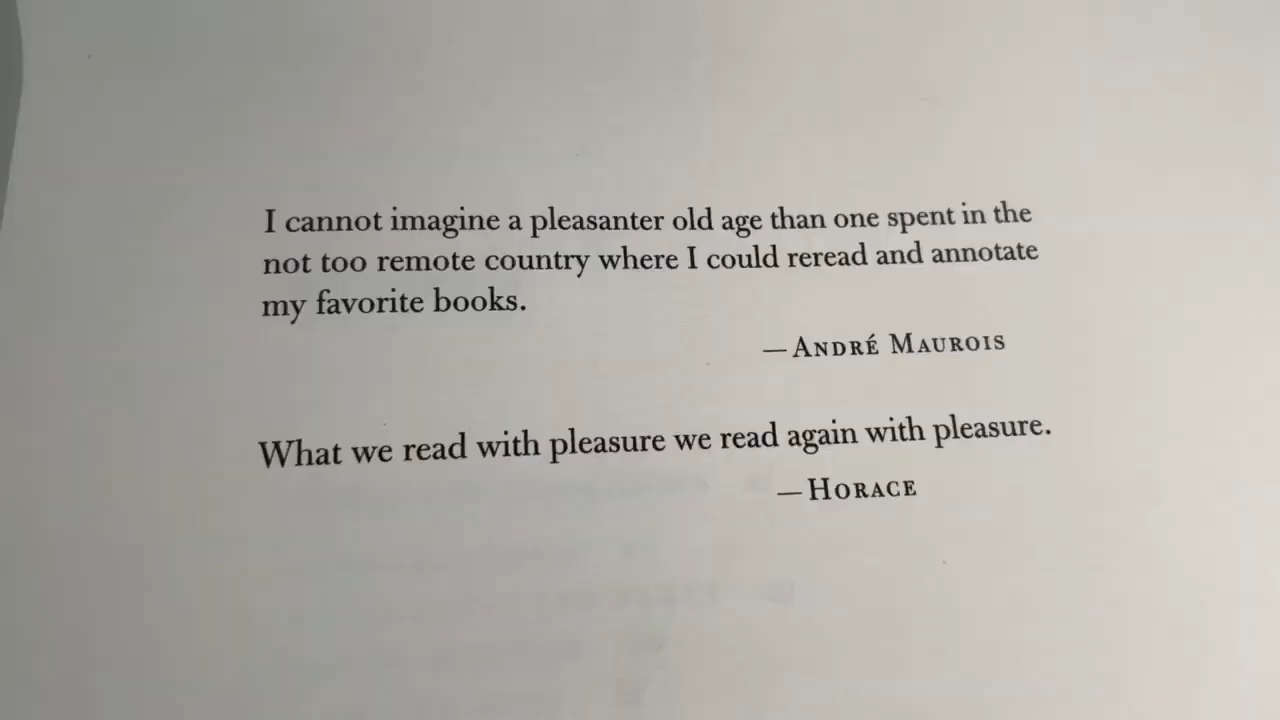 I cannot imagine a pleasanter old age than one spent in the
not too remote country where I could reread and annotate
my favorite books.
—ANDRÉ MAUROIS
What we read with pleasure we read again with pleasure.
—HORACE